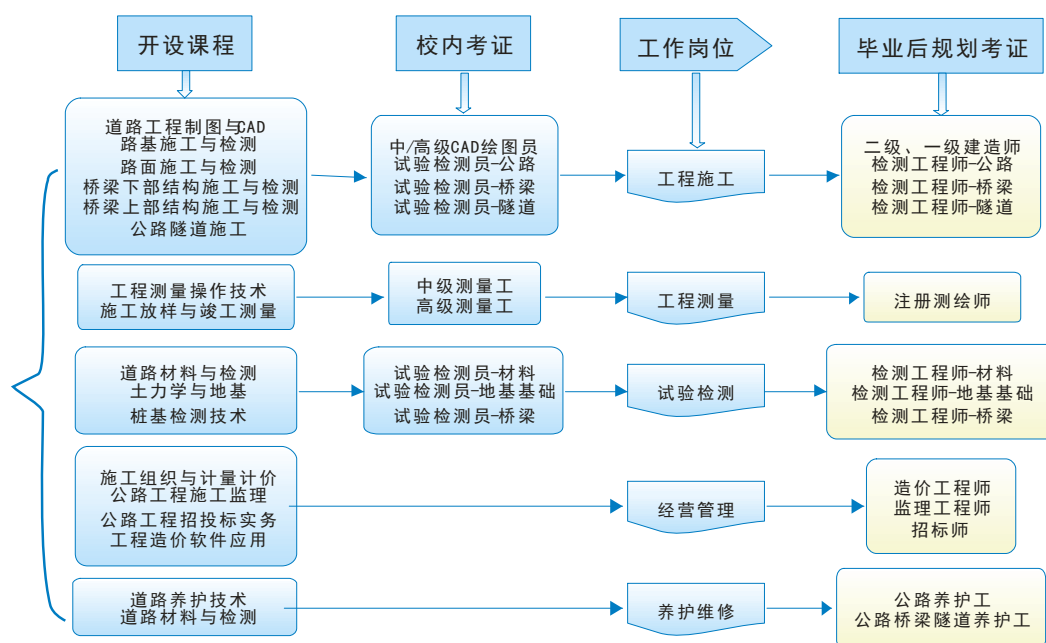 开设课程
校内考证
工作岗位
毕业后规划考证
道路工程制图与CAD
路基施工与检测
路面施工与检测
桥梁下部结构施工与检测
桥梁上部结构施工与检测
公路隧道施工
中/高级CAD绘图员
试验检测员-公路
试验检测员-桥梁
试验检测员-隧道
工程施工
二级、一级建造师
检测工程师-公路
检测工程师-桥梁
检测工程师-隧道
工程测量操作技术
施工放样与竣工测量
中级测量工
高级测量工
工程测量
注册测绘师
道路材料与检测
土力学与地基
桩基检测技术
试验检测员-材料
试验检测员-地基基础
试验检测员-桥梁
试验检测
检测工程师-材料
检测工程师-地基基础
检测工程师-桥梁
施工组织与计量计价
公路工程施工监理
公路工程招投标实务
工程造价软件应用
经营管理
造价工程师
监理工程师
招标师
道路养护技术
道路材料与检测
养护维修
公路养护工
公路桥梁隧道养护工